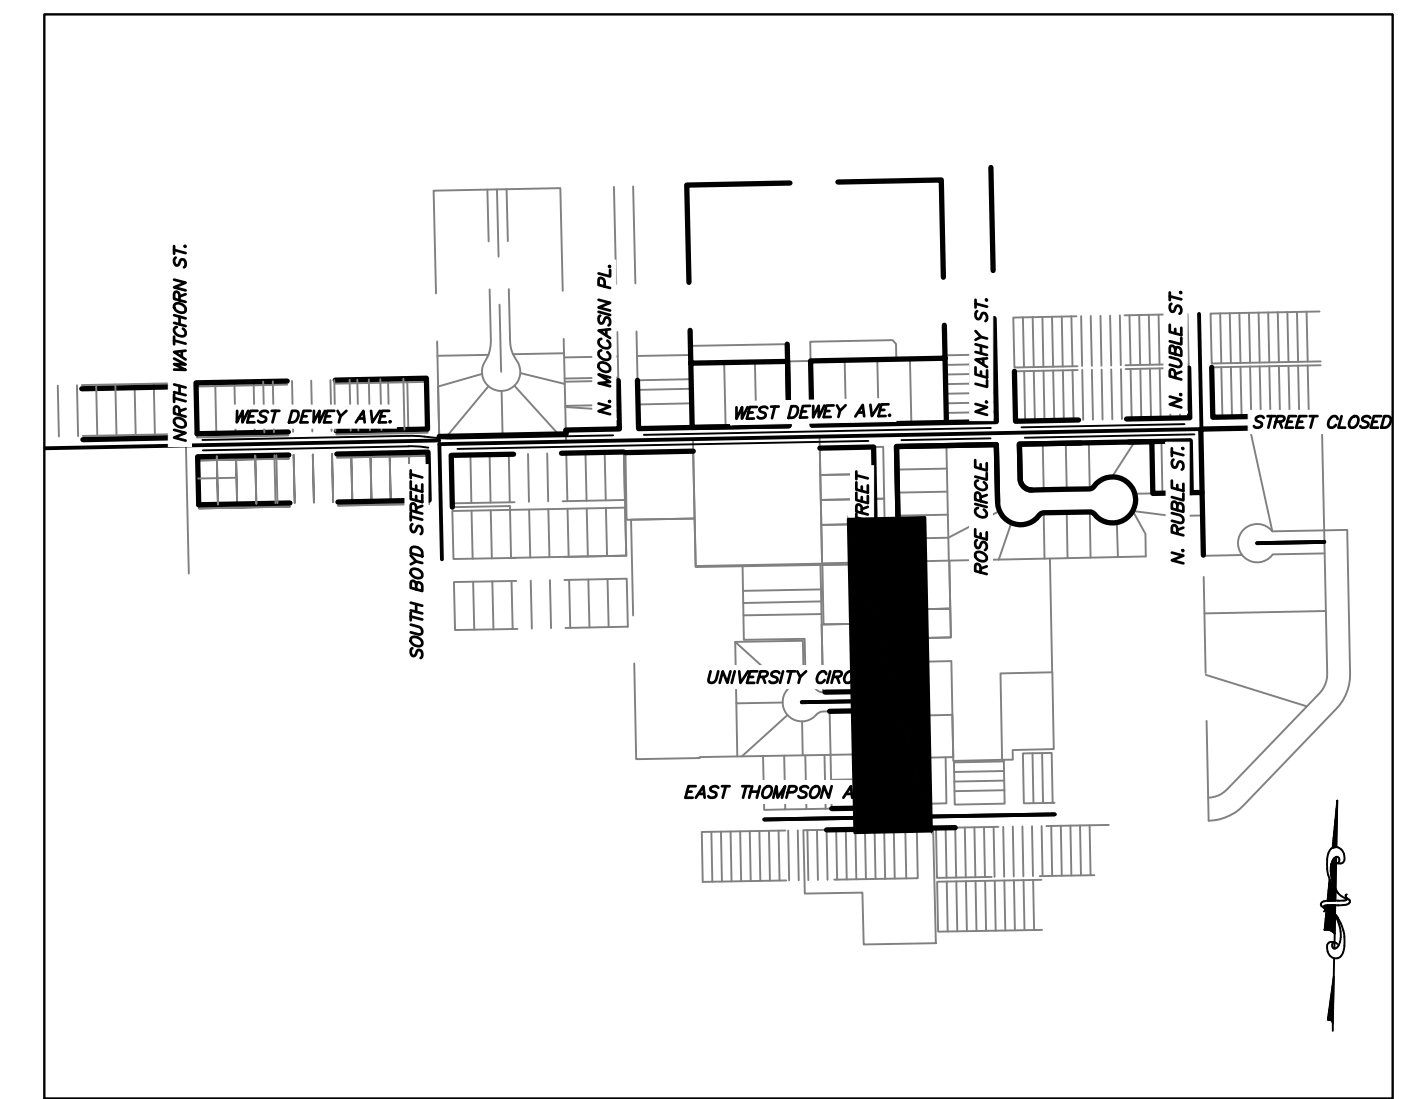 NORTH WATCHORN ST.
N. MOCCASIN PL.
N. LEAHY ST.
N. RUBLE ST.
WEST DEWEY AVE.
WEST DEWEY AVE.
STREET CLOSED
SOUTH BOYD STREET
ROSE CIRCLE
N. RUBLE ST.
UNIVERSITY
EAST THOMPSON